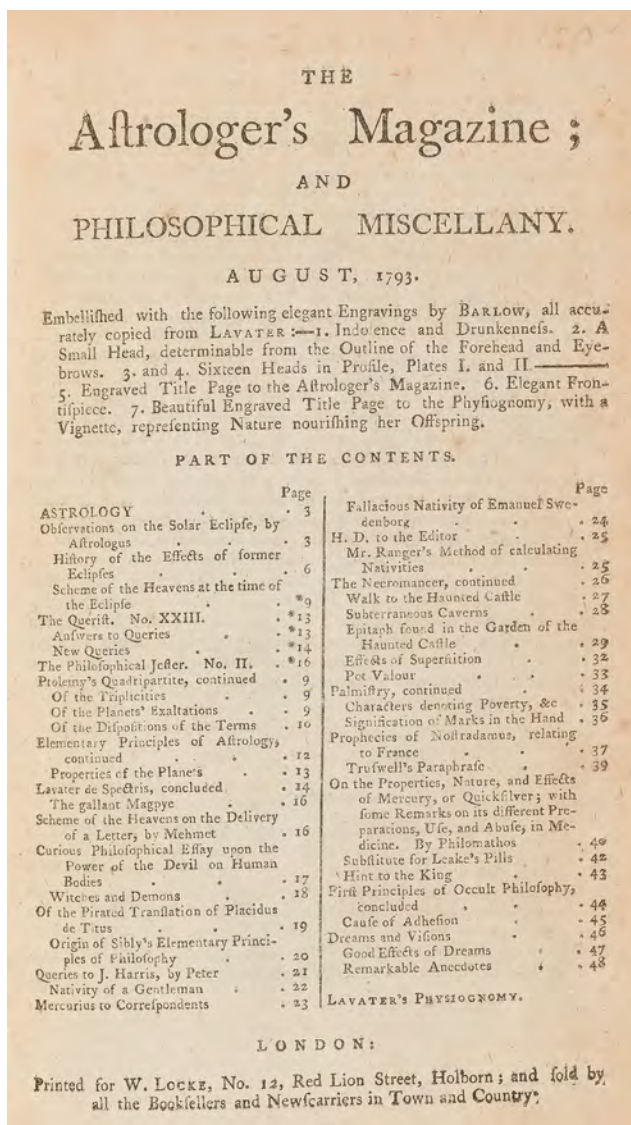 THE
Aſtrologer's Magazine ;
AND
PHILOSOPHICAL MISCELLANY.
AUGUST, 1793.
Embelliſhed with the following elegant Engravings by BARLOW, all accu-
rately copied from LAVATER :—1. Indolence and Drunkenneſs. 2. A
Small Head, determinable from the Outline of the Forehead and Eye-
brows. 3. and 4. Sixteen Heads in Profile, Plates I. and II.———
5. Engraved Title Page to the Aſtrologer's Magazine. 6. Elegant Fron-
tiſpiece. 7. Beautiful Engraved Title Page to the Phyſiognomy, with a
Vignette, repreſenting Nature nouriſhing her Offspring.
PART OF THE CONTENTS.
Page
ASTROLOGY . . 3
Obſervations on the Solar Eclipſe, by
Aſtrologus . . . 3
Hiſtory of the Effects of former
Eclipſes . . . 6
Scheme of the Heavens at the time of
the Eclipſe . . *9
The Queriſt. No. XXIII. . *13
Anſwers to Queries . . *13
New Queries . . *14
The Philoſophical Jeſter. No. II. . *16
Ptolemy's Quadripartite, continued . 9
Of the Triplicities . . 9
Of the Planets' Exaltations . . 9
Of the Diſpoſitions of the Terms . 10
Elementary Principles of Aſtrology,
continued . . . 12
Properties of the Planets . . 13
Lavater de Spectris, concluded . 14
The gallant Magpye . . 16
Scheme of the Heavens on the Delivery
of a Letter, by Mehmet . 16
Curious Philoſophical Eſſay upon the
Power of the Devil on Human
Bodies . . . 17
Witches and Demons . . 18
Of the Pirated Tranſlation of Placidus
de Titus . . . 19
Origin of Sibly's Elementary Princi-
ples of Philoſophy . . 20
Queries to J. Harris, by Peter . 21
Nativity of a Gentleman . . 22
Mercurius to Correſpondents . 23
Page
Fallacious Nativity of Emanuel Swe-
denborg . . . 24
H. D. to the Editor . . 25
Mr. Ranger's Method of calculating
Nativities . . . 25
The Necromancer, continued . 26
Walk to the Haunted Caſtle . 27
Subterraneous Caverns . . 28
Epitaph found in the Garden of the
Haunted Caſtle . . 29
Effects of Superſtition . . 32
Pot Valour . . . 33
Palmiſtry, continued . . 34
Characters denoting Poverty, &c . 35
Signification of Marks in the Hand . 36
Prophecies of Noſtradamus, relating
to France . . . 37
Truſwell's Paraphraſe . . 39
On the Properties, Nature, and Effects
of Mercury, or Quickſilver; with
ſome Remarks on its different Pre-
parations, Uſe, and Abuſe, in Me-
dicine. By Philomathos . 40
Subſtitute for Leake's Pills . 42
Hint to the King . . 43
Firſt Principles of Occult Philoſophy,
concluded . . . 44
Cauſe of Adheſion . . 45
Dreams and Viſions . . 46
Good Effects of Dreams . . 47
Remarkable Anecdotes . . 48
LAVATER'S PHYSIOGNOMY.
LONDON:
Printed for W. LOCKE, No. 12, Red Lion Street, Holborn; and ſold by
all the Bookſellers and Newſcarriers in Town and Country.